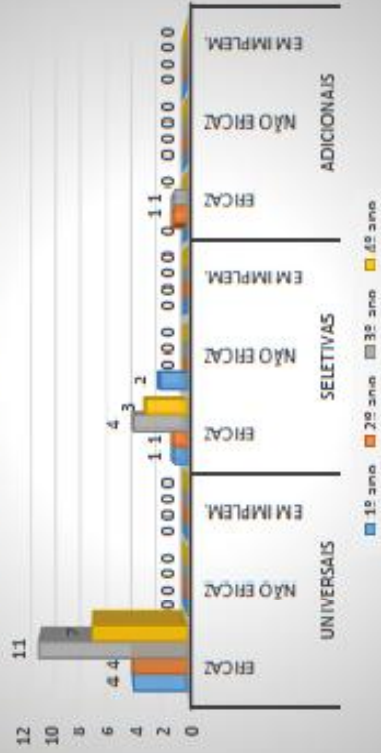 12
10
8
6
4
2
0
4 4 11 7
0 0 0 0
0 0 0 0
1 1 4 3
2 0 0 0
0 0 0 0
0 1 1 0
0 0 0 0
0 0 0 0
EFICAZ
NÃO EFICAZ
EM IMPLEM.
EFICAZ
NÃO EFICAZ
EM IMPLEM.
EFICAZ
NÃO EFICAZ
EM IMPLEM.
UNIVERSAIS
SELETIVAS
ADICIONAIS
1º ano 2º ano 3º ano 4º ano